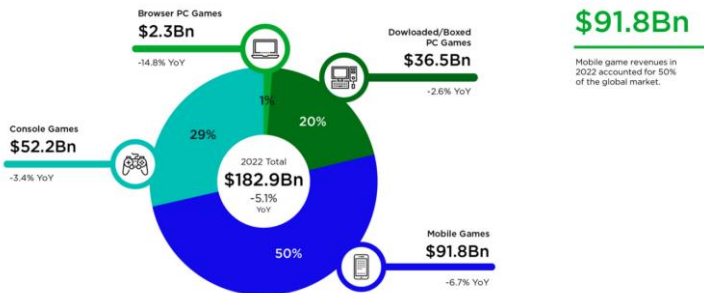 Browser PC Games
$2.3Bn
-14.8% YoY
Dowloaded/Boxed
PC Games
$36.5Bn
-2.6% YoY
$91.8Bn
Mobile game revenues in
2022 accounted for 50%
of the global market.
1%
20%
29%
Console Games
$52.2Bn
-3.4% YoY
2022 Total
$182.9Bn
-5.1%
YoY
50%
Mobile Games
$91.8Bn
-6.7% YoY